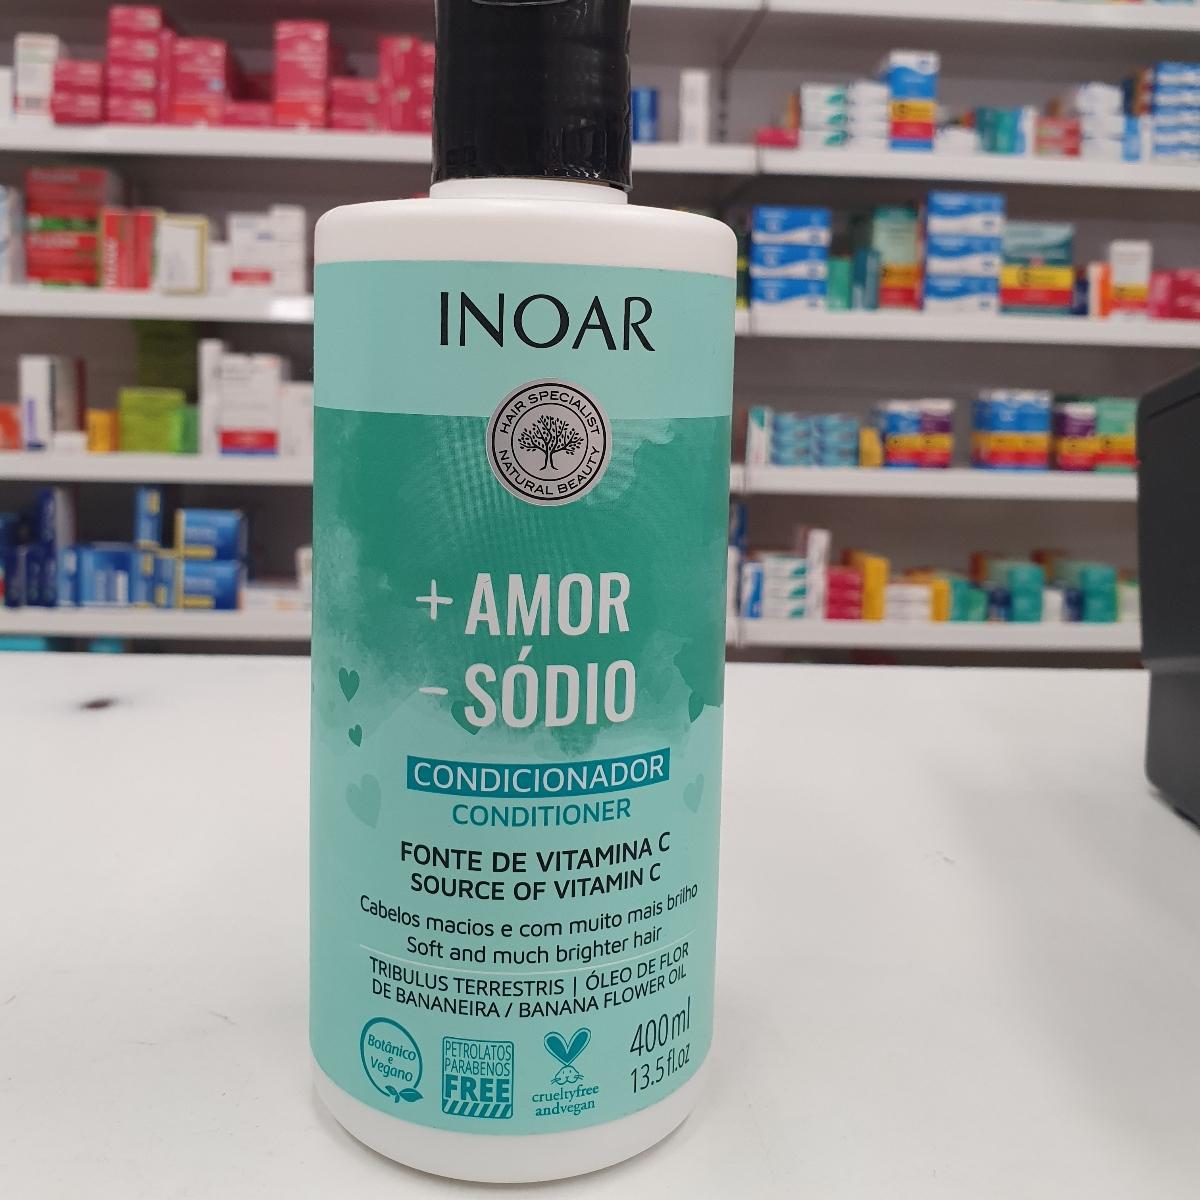 INOAR
HAIR SPECIALIST
NATURAL BEAUTY
+ AMOR
- SÓDIO
CONDICIONADOR
CONDITIONER
FONTE DE VITAMINA C
SOURCE OF VITAMIN C
Cabelos macios e com muito mais brilho
Soft and much brighter hair
TRIBULUS TERRESTRIS | ÓLEO DE FLOR
DE BANANEIRA / BANANA FLOWER OIL
Botânico
e
Vegano
PETROLATOS
PARABENOS
FREE
crueltyfree
andvegan
400ml
13.5fl.oz